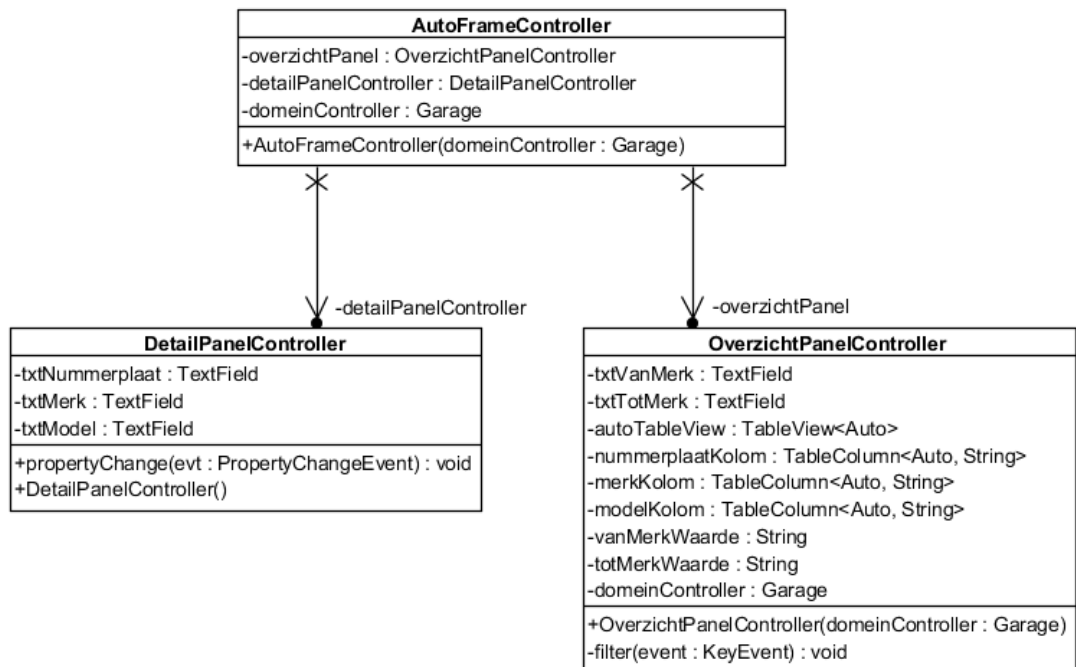 AutoFrameController
-overzichtPanel : OverzichtPanelController
-detailPanelController : DetailPanelController
-domeinController : Garage
+AutoFrameController(domeinController : Garage)
-detailPanelController
-overzichtPanel
DetailPanelController
-txtNummerplaat : TextField
-txtMerk : TextField
-txtModel : TextField
+propertyChange(evt : PropertyChangeEvent) : void
+DetailPanelController()
OverzichtPanelController
-txtVanMerk : TextField
-txtTotMerk : TextField
-autoTableView : TableView<Auto>
-nummerplaatKolom : TableColumn<Auto, String>
-merkKolom : TableColumn<Auto, String>
-modelKolom : TableColumn<Auto, String>
-vanMerkWaarde : String
-totMerkWaarde : String
-domeinController : Garage
+OverzichtPanelController(domeinController : Garage)
-filter(event : KeyEvent) : void